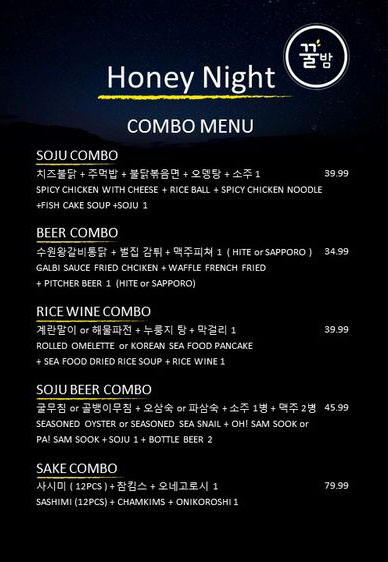 꿀밤
Honey Night
COMBO MENU
SOJU COMBO
치즈불닭 + 주먹밥 + 불닭볶음면 + 오뎅탕 + 소주 1 39.99
SPICY CHICKEN WITH CHEESE + RICE BALL + SPICY CHICKEN NOODLE
+FISH CAKE SOUP +SOJU 1
BEER COMBO
수원왕갈비통닭 + 벌집 감튀 + 맥주피쳐 1 ( HITE or SAPPORO ) 34.99
GALBI SAUCE FRIED CHCIKEN + WAFFLE FRENCH FRIED
+ PITCHER BEER 1 (HITE or SAPPORO)
RICE WINE COMBO
계란말이 or 해물파전 + 누룽지 탕 + 막걸리 1 39.99
ROLLED OMELETTE or KOREAN SEA FOOD PANCAKE
+ SEA FOOD DRIED RICE SOUP + RICE WINE 1
SOJU BEER COMBO
굴무침 or 골뱅이무침 + 오삼숙 or 파삼숙 + 소주 1병 + 맥주 2병 45.99
SEASONED OYSTER or SEASONED SEA SNAIL + OH! SAM SOOK or
PA! SAM SOOK + SOJU 1 + BOTTLE BEER 2
SAKE COMBO
사시미 ( 12PCS ) + 참킴스 + 오네고로시 1 79.99
SASHIMI (12PCS) + CHAMKIMS + ONIKOROSHI 1